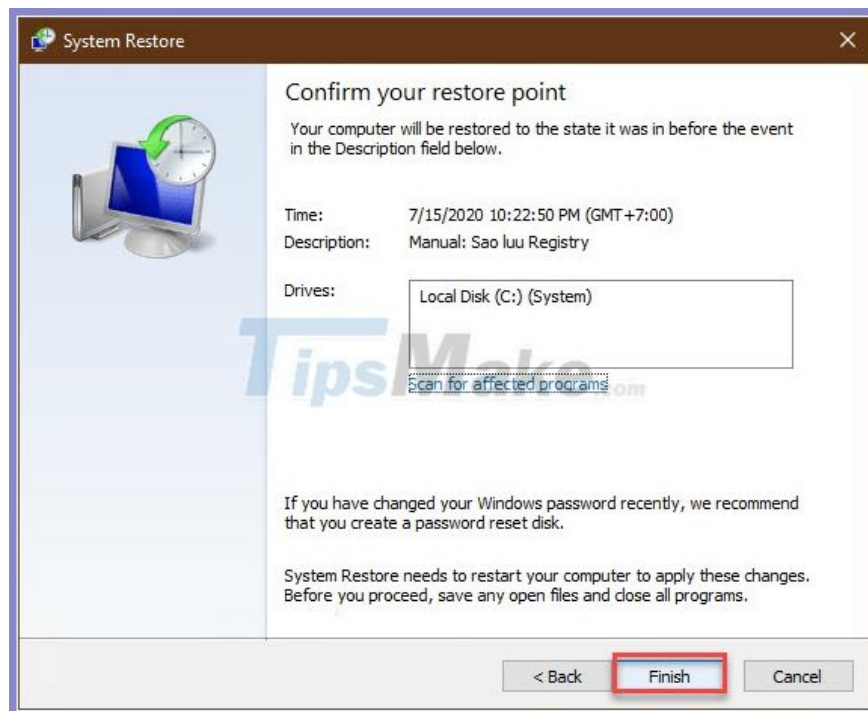 System Restore
Confirm your restore point
Your computer will be restored to the state it was in before the event
in the Description field below.
Time: 7/15/2020 10:22:50 PM (GMT+7:00)
Description: Manual: Sao luu Registry
Drives: Local Disk (C:) (System)
TipsMake.com
Scan for affected programs
If you have changed your Windows password recently, we recommend
that you create a password reset disk.
System Restore needs to restart your computer to apply these changes.
Before you proceed, save any open files and close all programs.
< Back Finish Cancel